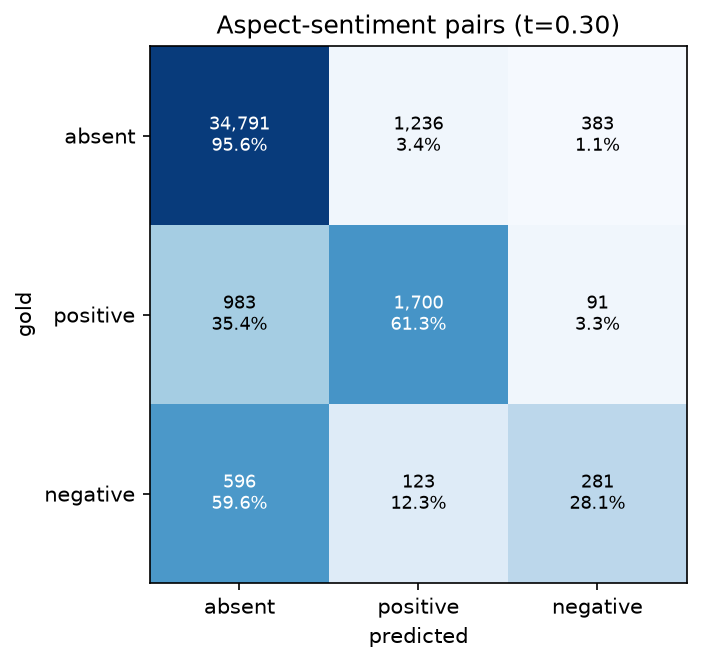 Aspect-sentiment pairs (t=0.30)
absent
34,791
95.6%
1,236
3.4%
383
1.1%
positive
983
35.4%
1,700
61.3%
91
3.3%
negative
596
59.6%
123
12.3%
281
28.1%
gold
absent
positive
negative
predicted